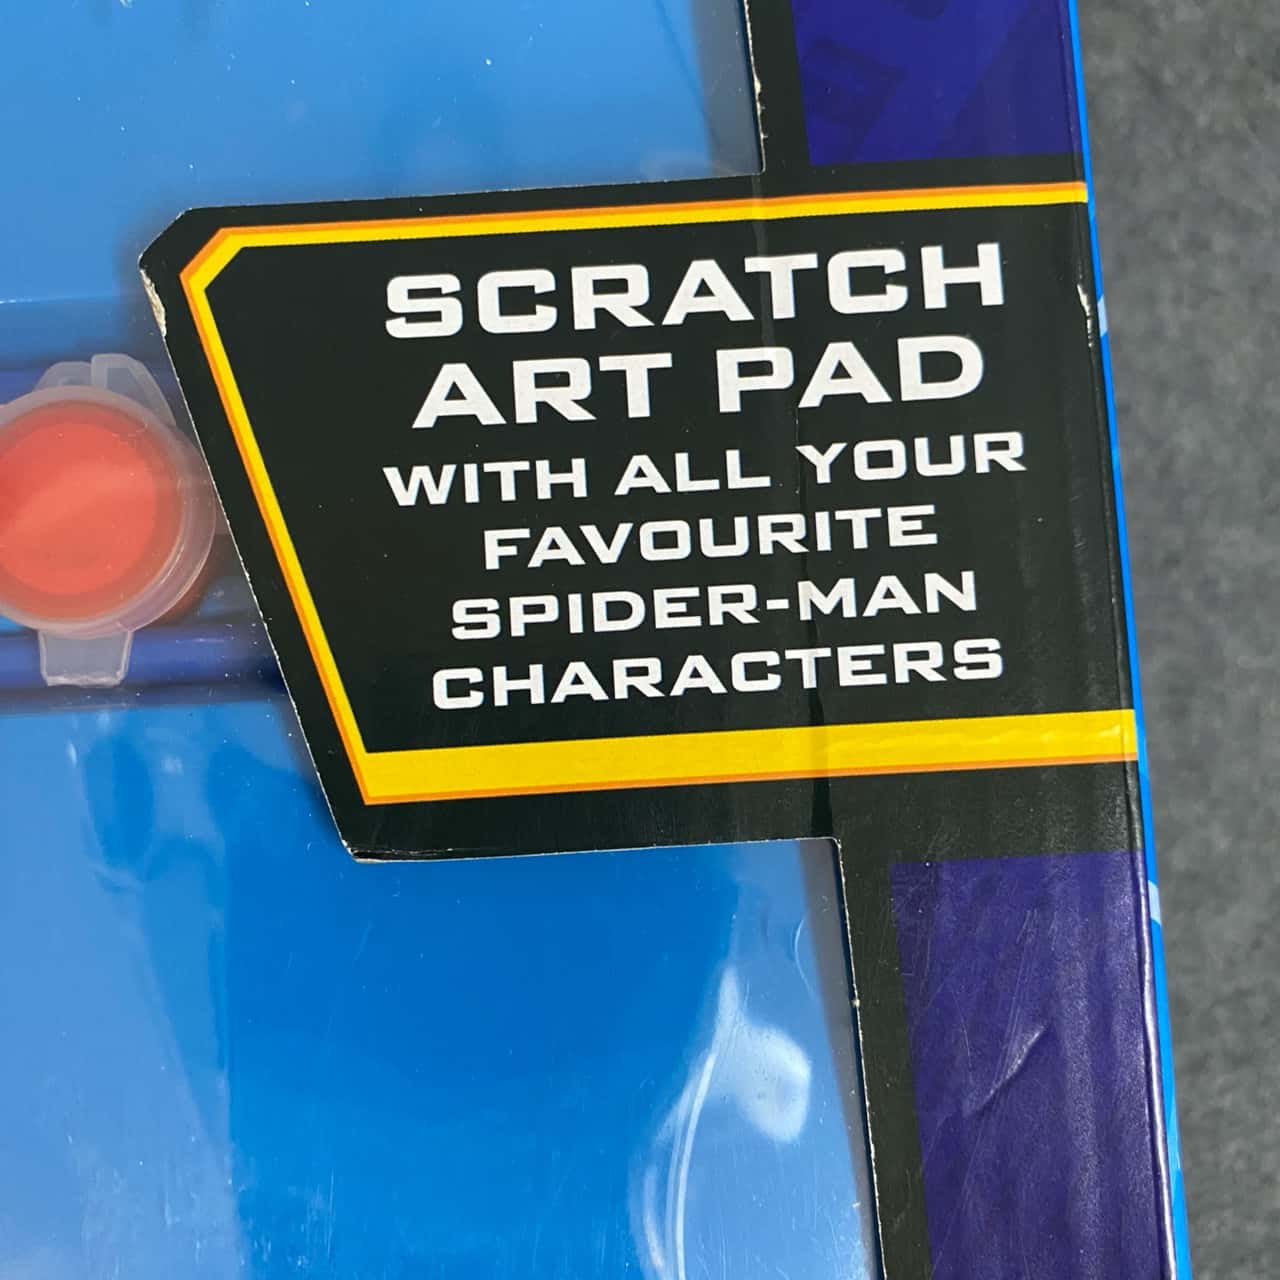 SCRATCH
ART PAD
WITH ALL YOUR
FAVOURITE
SPIDER-MAN
CHARACTERS